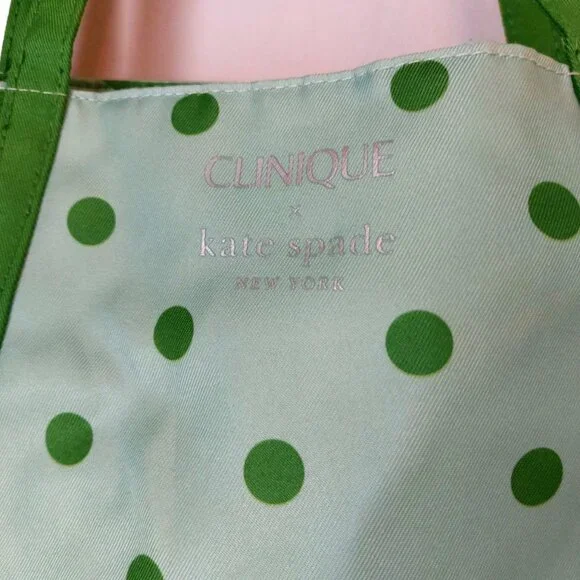 CLINIQUE
×
kate spade
NEW YORK